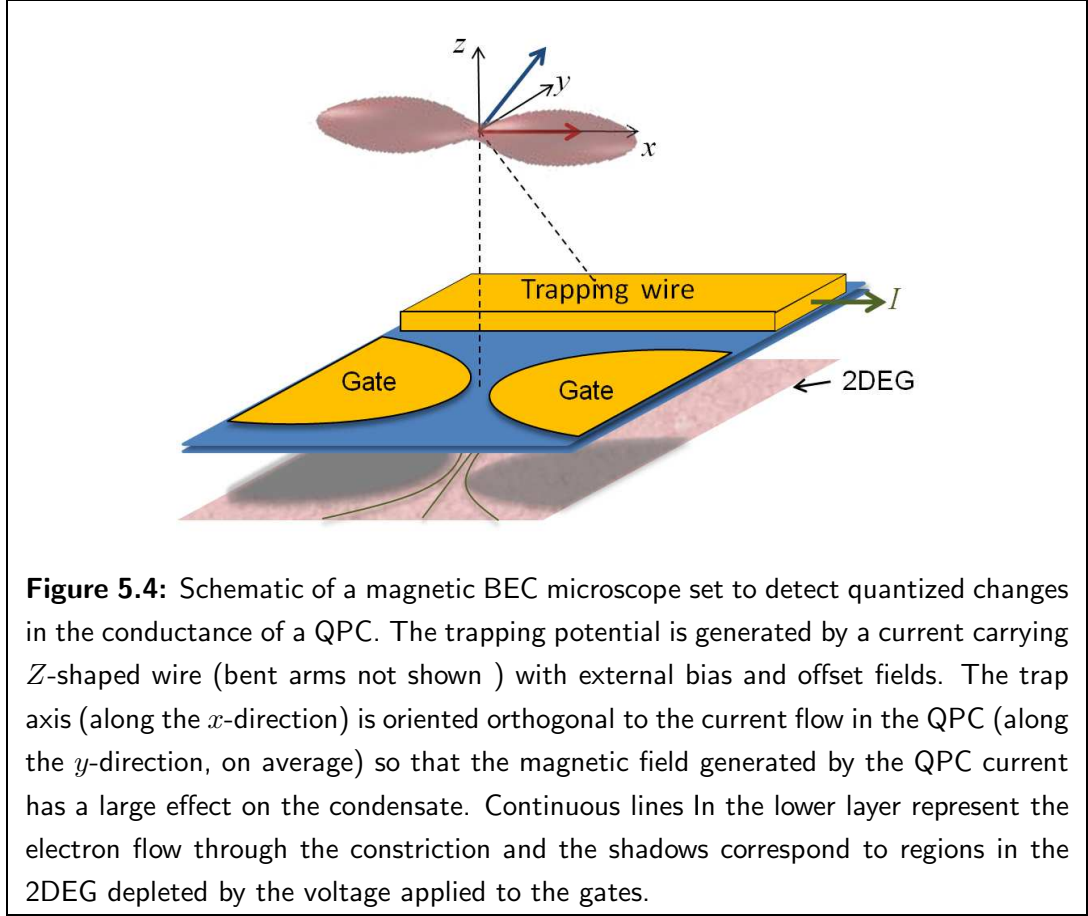 z
y
x
Trapping wire
I
Gate
Gate
2DEG
Figure 5.4: Schematic of a magnetic BEC microscope set to detect quantized changes
in the conductance of a QPC. The trapping potential is generated by a current carrying
Z-shaped wire (bent arms not shown ) with external bias and offset fields. The trap
axis (along the x-direction) is oriented orthogonal to the current flow in the QPC (along
the y-direction, on average) so that the magnetic field generated by the QPC current
has a large effect on the condensate. Continuous lines In the lower layer represent the
electron flow through the constriction and the shadows correspond to regions in the
2DEG depleted by the voltage applied to the gates.